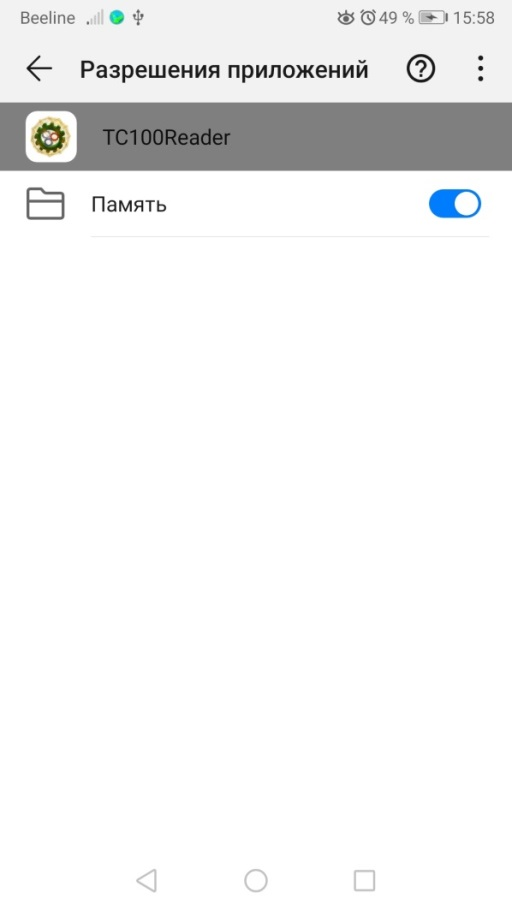 Beeline 49 % 15:58
Разрешения приложений
TC100Reader
Память